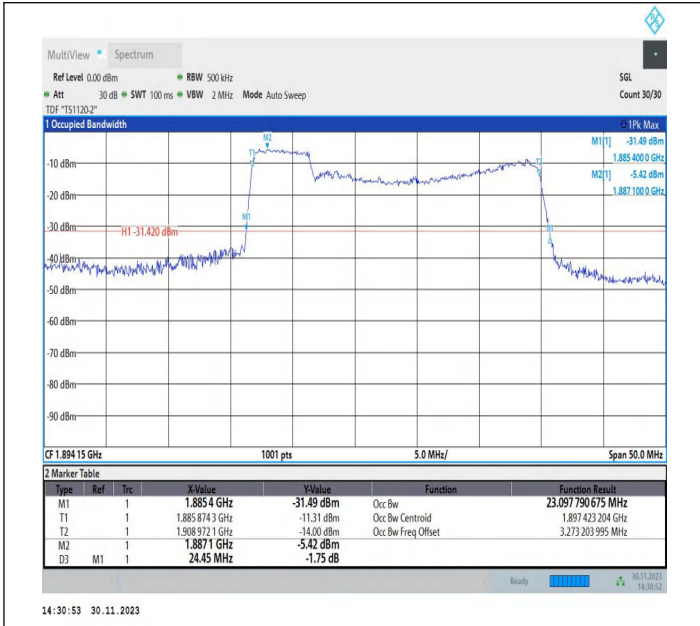 MultiView Spectrum
Ref Level 0.00 dBm RBW 500 kHz SGL
Att 30 dB SWT 100 ms VBW 2 MHz Mode Auto Sweep Count 30/30
TDF "TS1120-2"
1 Occupied Bandwidth 1Pk Max
M1[1] -31.49 dBm
1.885 400 0 GHz
M2[1] -5.42 dBm
1.887 100 0 GHz
M2
T1
T2
-10 dBm
-20 dBm
M1
-30 dBm
H1 -31.420 dBm
D3
-40 dBm
-50 dBm
-60 dBm
-70 dBm
-80 dBm
-90 dBm
CF 1.894 15 GHz 1001 pts 5.0 MHz/ Span 50.0 MHz
2 Marker Table
Type Ref Trc X-Value Y-Value Function Function Result
M1 1 1.885 4 GHz -31.49 dBm Occ Bw 23.097 790 675 MHz
T1 1 1.885 874 3 GHz -11.31 dBm Occ Bw Centroid 1.897 423 204 GHz
T2 1 1.908 972 1 GHz -14.00 dBm Occ Bw Freq Offset 3.273 203 995 MHz
M2 1 1.887 1 GHz -5.42 dBm
D3 M1 1 24.45 MHz -1.75 dB
Ready 30.11.2023
14:30:52
14:30:53 30.11.2023